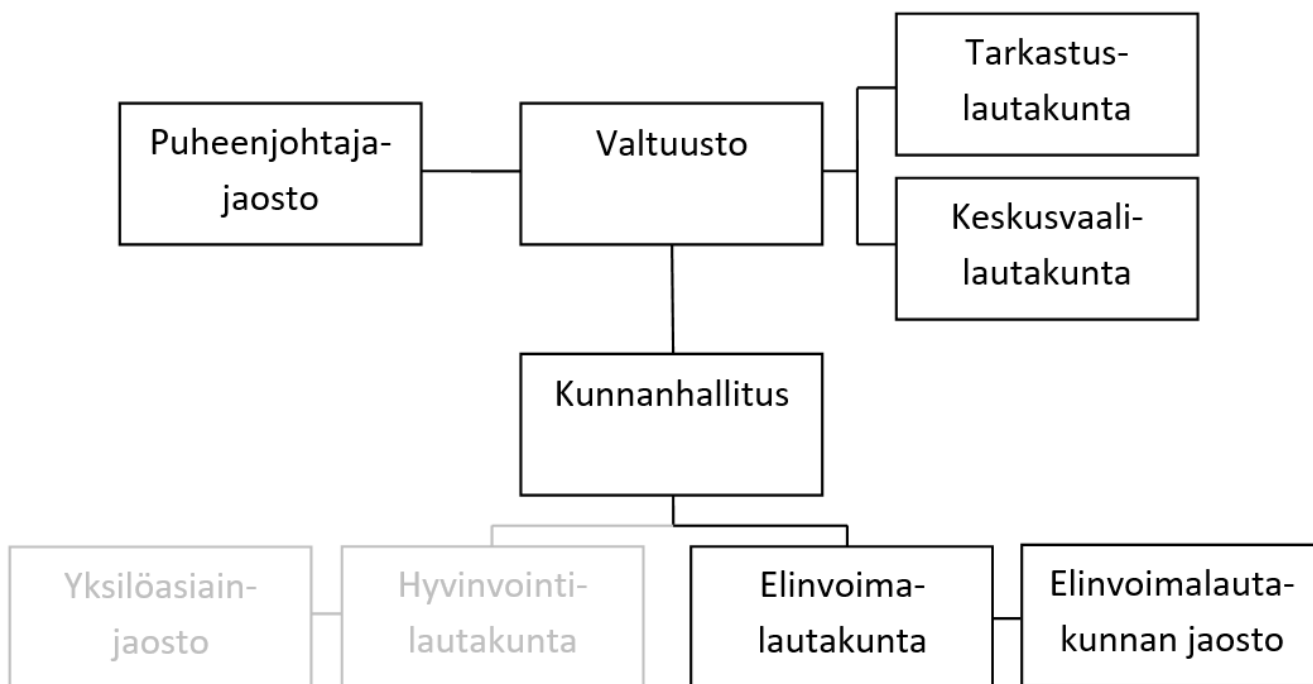 Tarkastus-
lautakunta
Puheenjohtaja-
jaosto
Valtuusto
Keskusvaali-
lautakunta
Kunnanhallitus
Yksilöasiain-
jaosto
Hyvinvointi-
lautakunta
Elinvoima-
lautakunta
Elinvoimalauta-
kunnan jaosto